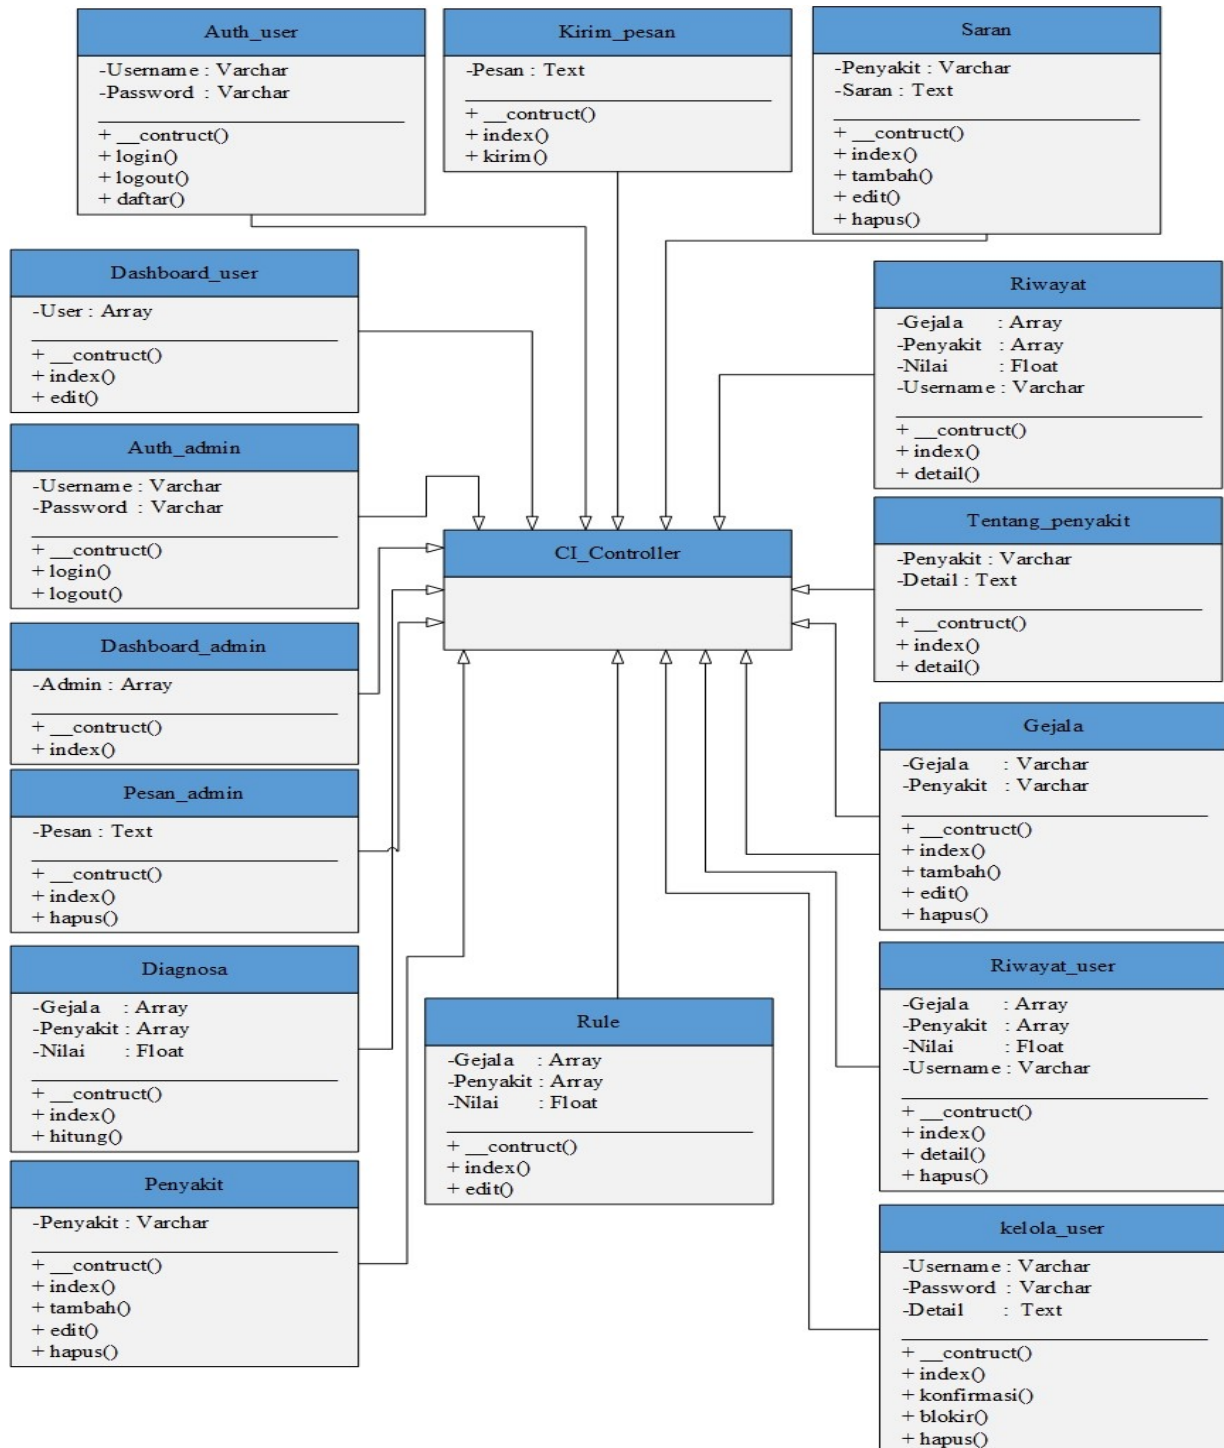 Auth_user
-Username : Varchar
-Password : Varchar
+ __contruct()
+ login()
+ logout()
+ daftar()
Kirim_pesan
-Pesan : Text
+ __contruct()
+ index()
+ kirim()
Saran
-Penyakit : Varchar
-Saran : Text
+ __contruct()
+ index()
+ tambah()
+ edit()
+ hapus()
Dashboard_user
-User : Array
+ __contruct()
+ index()
+ edit()
Riwayat
-Gejala : Array
-Penyakit : Array
-Nilai : Float
-Username : Varchar
+ __contruct()
+ index()
+ detail()
Auth_admin
-Username : Varchar
-Password : Varchar
+ __contruct()
+ login()
+ logout()
CI_Controller
Tentang_penyakit
-Penyakit : Varchar
-Detail : Text
+ __contruct()
+ index()
+ detail()
Dashboard_admin
-Admin : Array
+ __contruct()
+ index()
Gejala
-Gejala : Varchar
-Penyakit : Varchar
+ __contruct()
+ index()
+ tambah()
+ edit()
+ hapus()
Pesan_admin
-Pesan : Text
+ __contruct()
+ index()
+ hapus()
Diagnosa
-Gejala : Array
-Penyakit : Array
-Nilai : Float
+ __contruct()
+ index()
+ hitung()
Rule
-Gejala : Array
-Penyakit : Array
-Nilai : Float
+ __contruct()
+ index()
+ edit()
Riwayat_user
-Gejala : Array
-Penyakit : Array
-Nilai : Float
-Username : Varchar
+ __contruct()
+ index()
+ detail()
+ hapus()
Penyakit
-Penyakit : Varchar
+ __contruct()
+ index()
+ tambah()
+ edit()
+ hapus()
kelola_user
-Username : Varchar
-Password : Varchar
-Detail : Text
+ __contruct()
+ index()
+ konfirmasi()
+ blokir()
+ hapus()